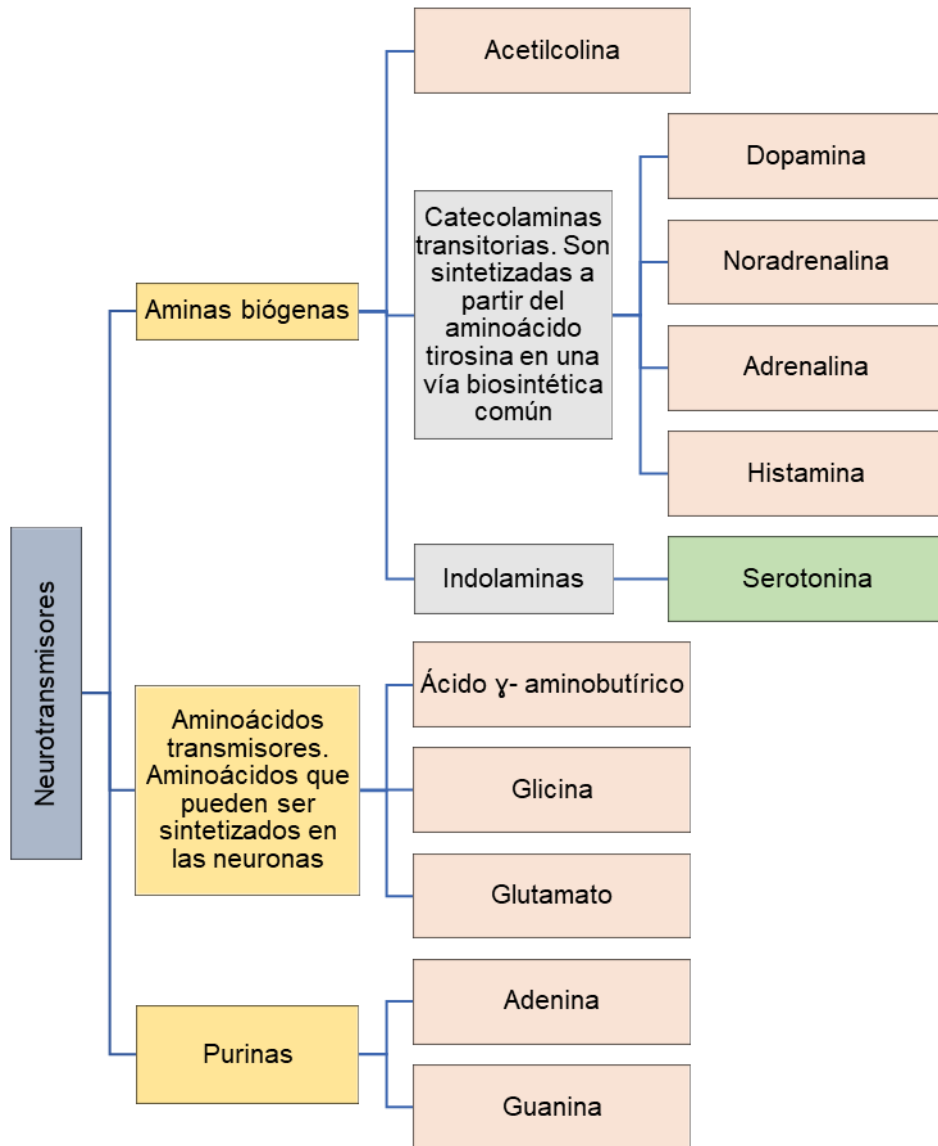 Neurotransmisores
Aminas biógenas
Acetilcolina
Catecolaminas
transitorias. Son
sintetizadas a
partir del
aminoácido
tirosina en una
vía biosintética
común
Dopamina
Noradrenalina
Adrenalina
Histamina
Indolaminas
Serotonina
Aminoácidos
transmisores.
Aminoácidos que
pueden ser
sintetizados en
las neuronas
Ácido ɣ- aminobutírico
Glicina
Glutamato
Purinas
Adenina
Guanina